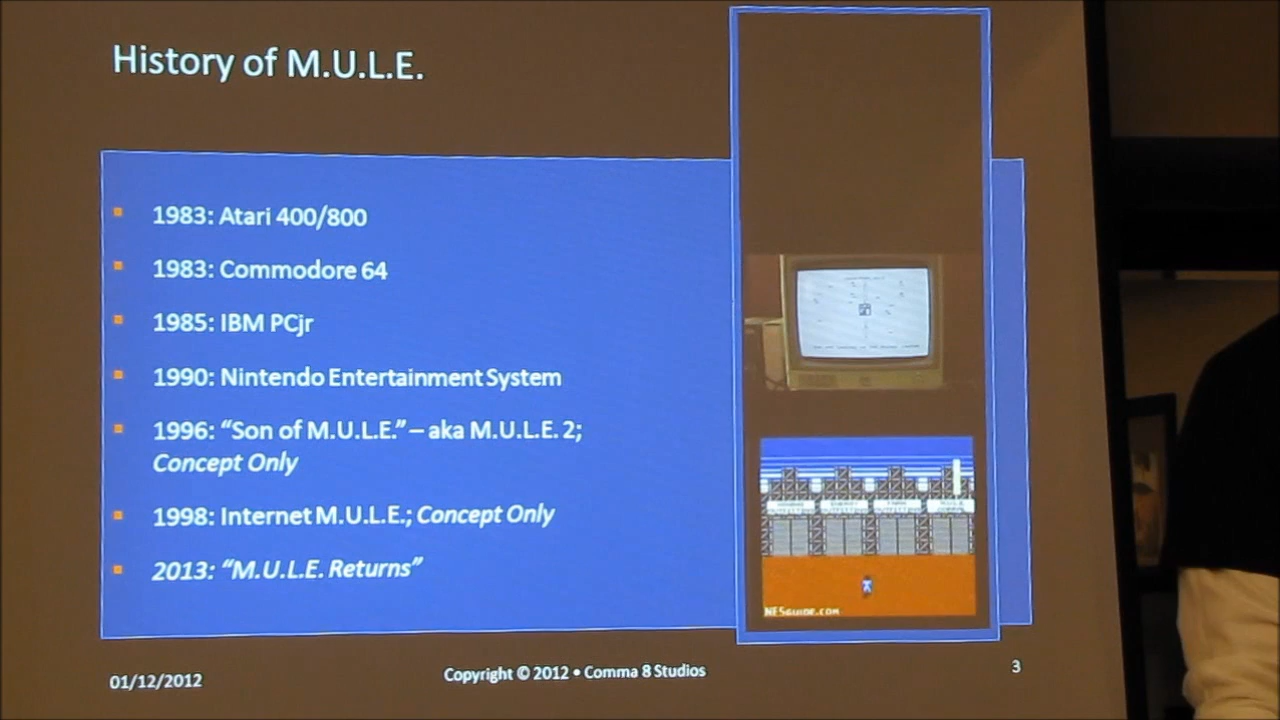 History of M.U.L.E.
1983: Atari 400/800
1983: Commodore 64
1985: IBM PCjr
1990: Nintendo Entertainment System
1996: “Son of M.U.L.E.” – aka M.U.L.E. 2;
Concept Only
1998: Internet M.U.L.E.; Concept Only
2013: “M.U.L.E. Returns”
NESGUIDE.COM
01/12/2012
Copyright © 2012 • Comma 8 Studios
3